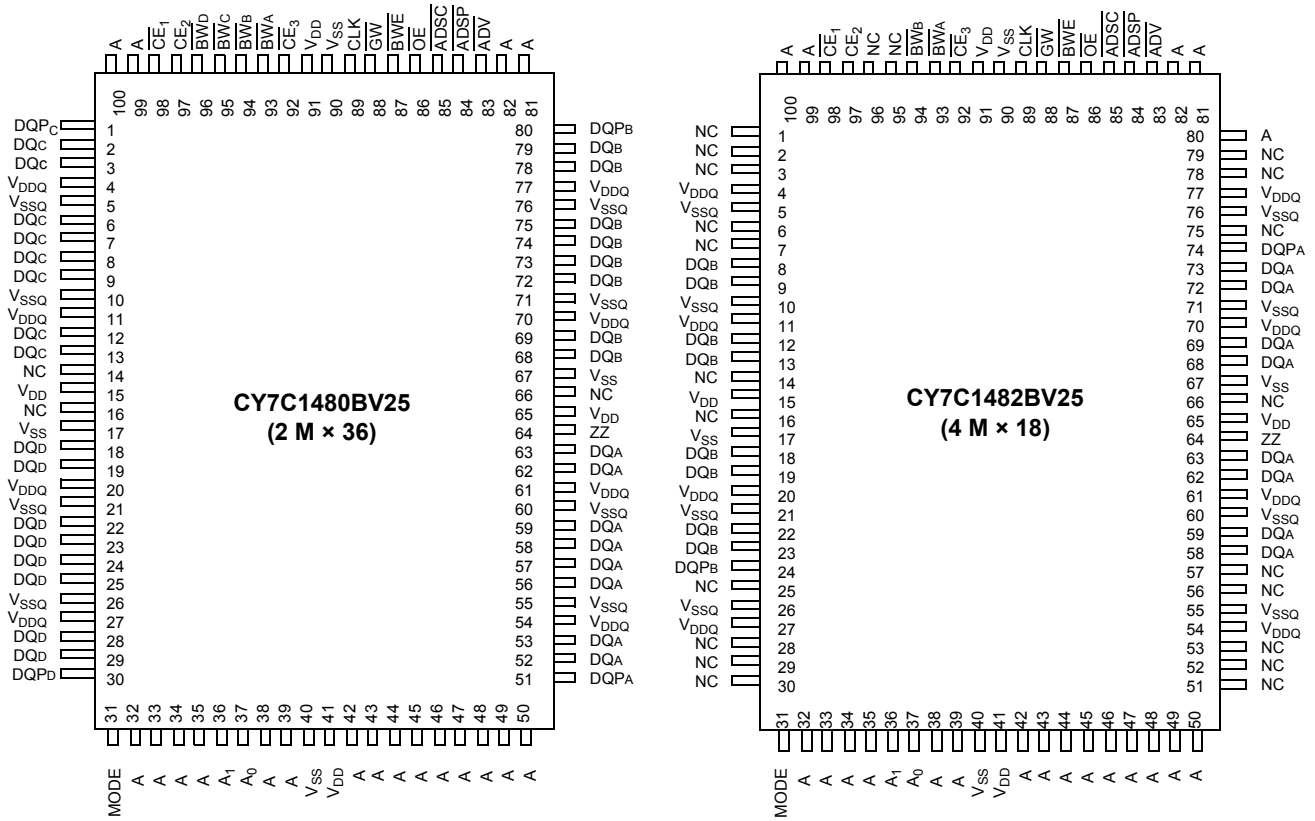 A A CE1 CE2 BWD BWC BWB BWA CE3 VDD VSS CLK GW BWE OE ADSC ADSP ADV A A
100 99 98 97 96 95 94 93 92 91 90 89 88 87 86 85 84 83 82 81
DQPC 1 80 DQPB
DQC 2 79 DQB
DQc 3 78 DQB
VDDQ 4 77 VDDQ
VSSQ 5 76 VSSQ
DQC 6 75 DQB
DQC 7 74 DQB
DQC 8 73 DQB
DQC 9 72 DQB
VSSQ 10 71 VSSQ
VDDQ 11 70 VDDQ
DQC 12 69 DQB
DQC 13 68 DQB
NC 14 67 VSS
VDD 15 66 NC
NC 16 65 VDD
VSS 17 64 ZZ
DQD 18 63 DQA
DQD 19 62 DQA
VDDQ 20 61 VDDQ
VSSQ 21 60 VSSQ
DQD 22 59 DQA
DQD 23 58 DQA
DQD 24 57 DQA
DQD 25 56 DQA
VSSQ 26 55 VSSQ
VDDQ 27 54 VDDQ
DQD 28 53 DQA
DQD 29 52 DQA
DQPD 30 51 DQPA
CY7C1480BV25
(2 M × 36)
31 32 33 34 35 36 37 38 39 40 41 42 43 44 45 46 47 48 49 50
MODE A A A A A1 A0 A A VSS VDD A A A A A A A A A
A A CE1 CE2 NC NC BWB BWA CE3 VDD VSS CLK GW BWE OE ADSC ADSP ADV A A
100 99 98 97 96 95 94 93 92 91 90 89 88 87 86 85 84 83 82 81
NC 1 80 A
NC 2 79 NC
NC 3 78 NC
VDDQ 4 77 VDDQ
VSSQ 5 76 VSSQ
NC 6 75 NC
NC 7 74 DQPA
DQB 8 73 DQA
DQB 9 72 DQA
VSSQ 10 71 VSSQ
VDDQ 11 70 VDDQ
DQB 12 69 DQA
DQB 13 68 DQA
NC 14 67 VSS
VDD 15 66 NC
NC 16 65 VDD
VSS 17 64 ZZ
DQB 18 63 DQA
DQB 19 62 DQA
VDDQ 20 61 VDDQ
VSSQ 21 60 VSSQ
DQB 22 59 DQA
DQB 23 58 DQA
DQPB 24 57 NC
NC 25 56 NC
VSSQ 26 55 VSSQ
VDDQ 27 54 VDDQ
NC 28 53 NC
NC 29 52 NC
NC 30 51 NC
CY7C1482BV25
(4 M × 18)
31 32 33 34 35 36 37 38 39 40 41 42 43 44 45 46 47 48 49 50
MODE A A A A A1 A0 A A VSS VDD A A A A A A A A A